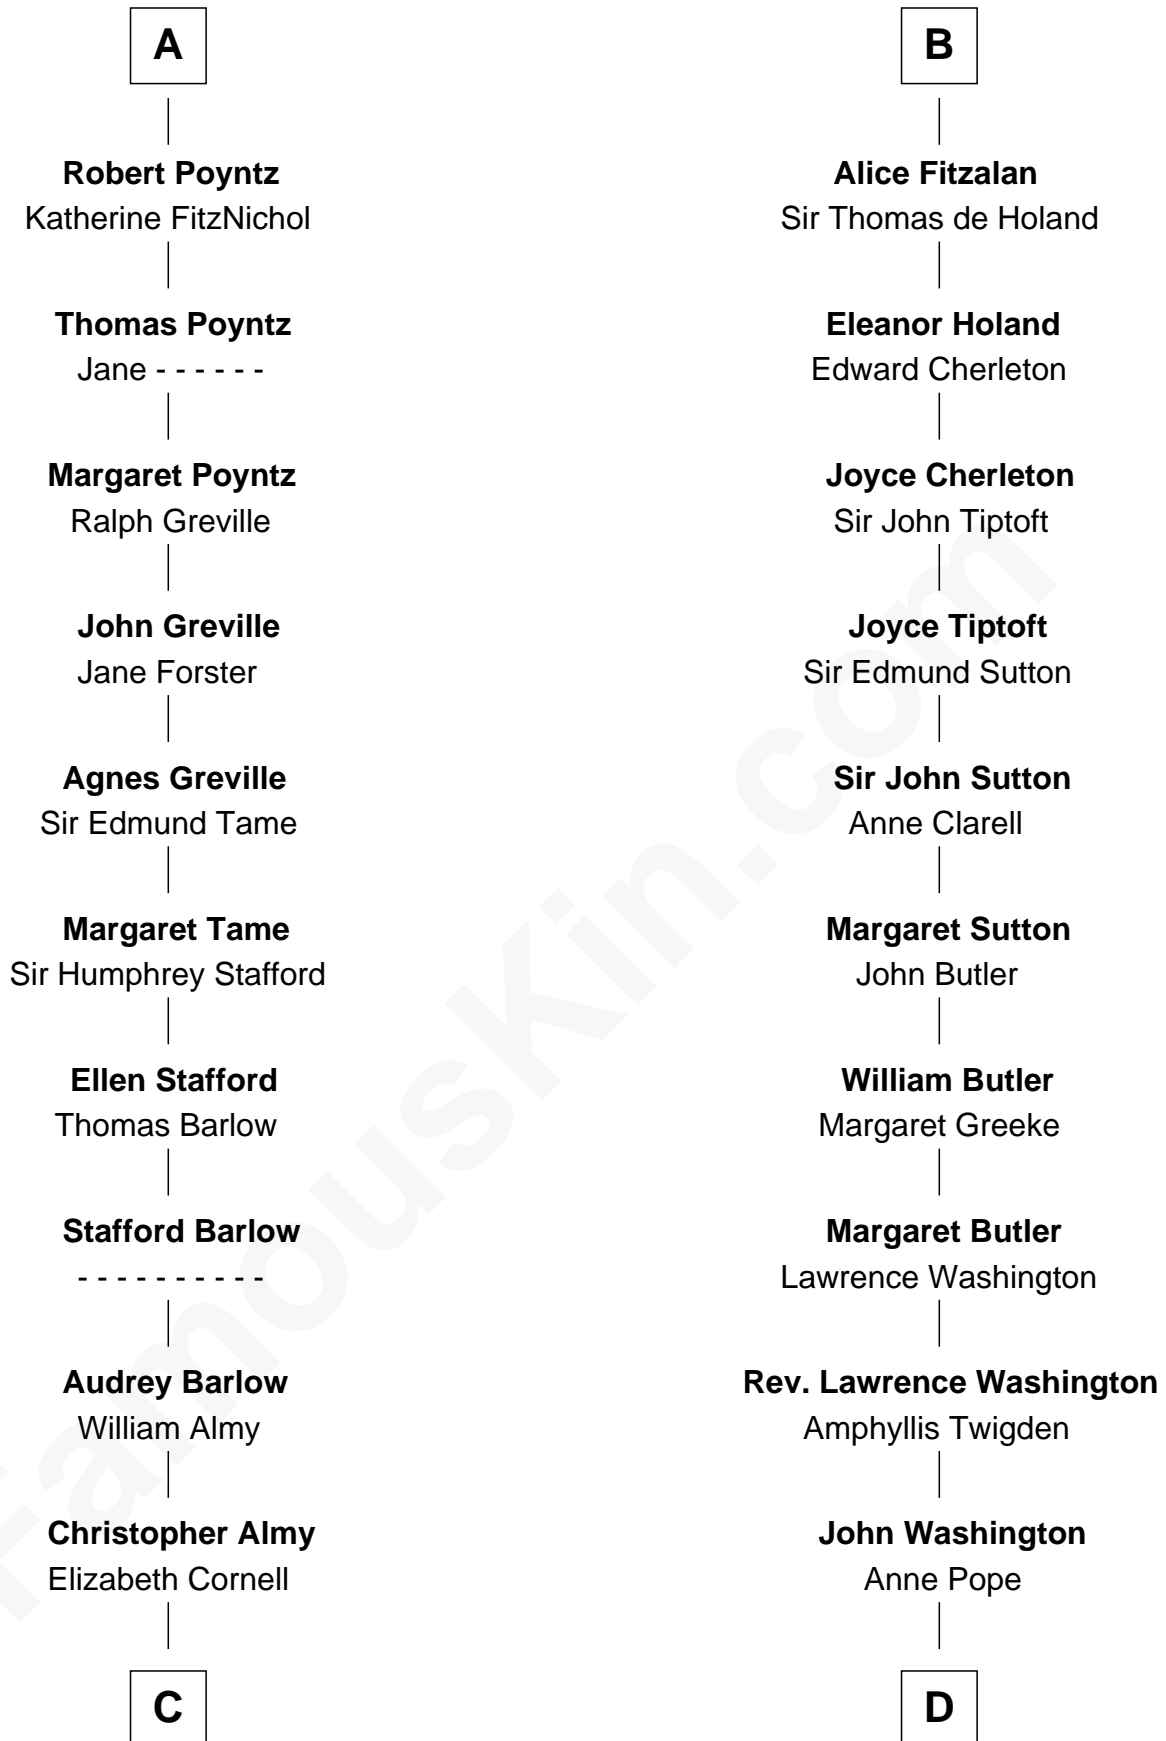 A
Robert Poyntz
Katherine FitzNichol
Thomas Poyntz
Jane - - - - - -
Margaret Poyntz
Ralph Greville
John Greville
Jane Forster
Agnes Greville
Sir Edmund Tame
Margaret Tame
Sir Humphrey Stafford
Ellen Stafford
Thomas Barlow
Stafford Barlow
- - - - - - - - - -
Audrey Barlow
William Almy
Christopher Almy
Elizabeth Cornell
C
B
Alice Fitzalan
Sir Thomas de Holand
Eleanor Holand
Edward Cherleton
Joyce Cherleton
Sir John Tiptoft
Joyce Tiptoft
Sir Edmund Sutton
Sir John Sutton
Anne Clarell
Margaret Sutton
John Butler
William Butler
Margaret Greeke
Margaret Butler
Lawrence Washington
Rev. Lawrence Washington
Amphyllis Twigden
John Washington
Anne Pope
D
FamousKin.com